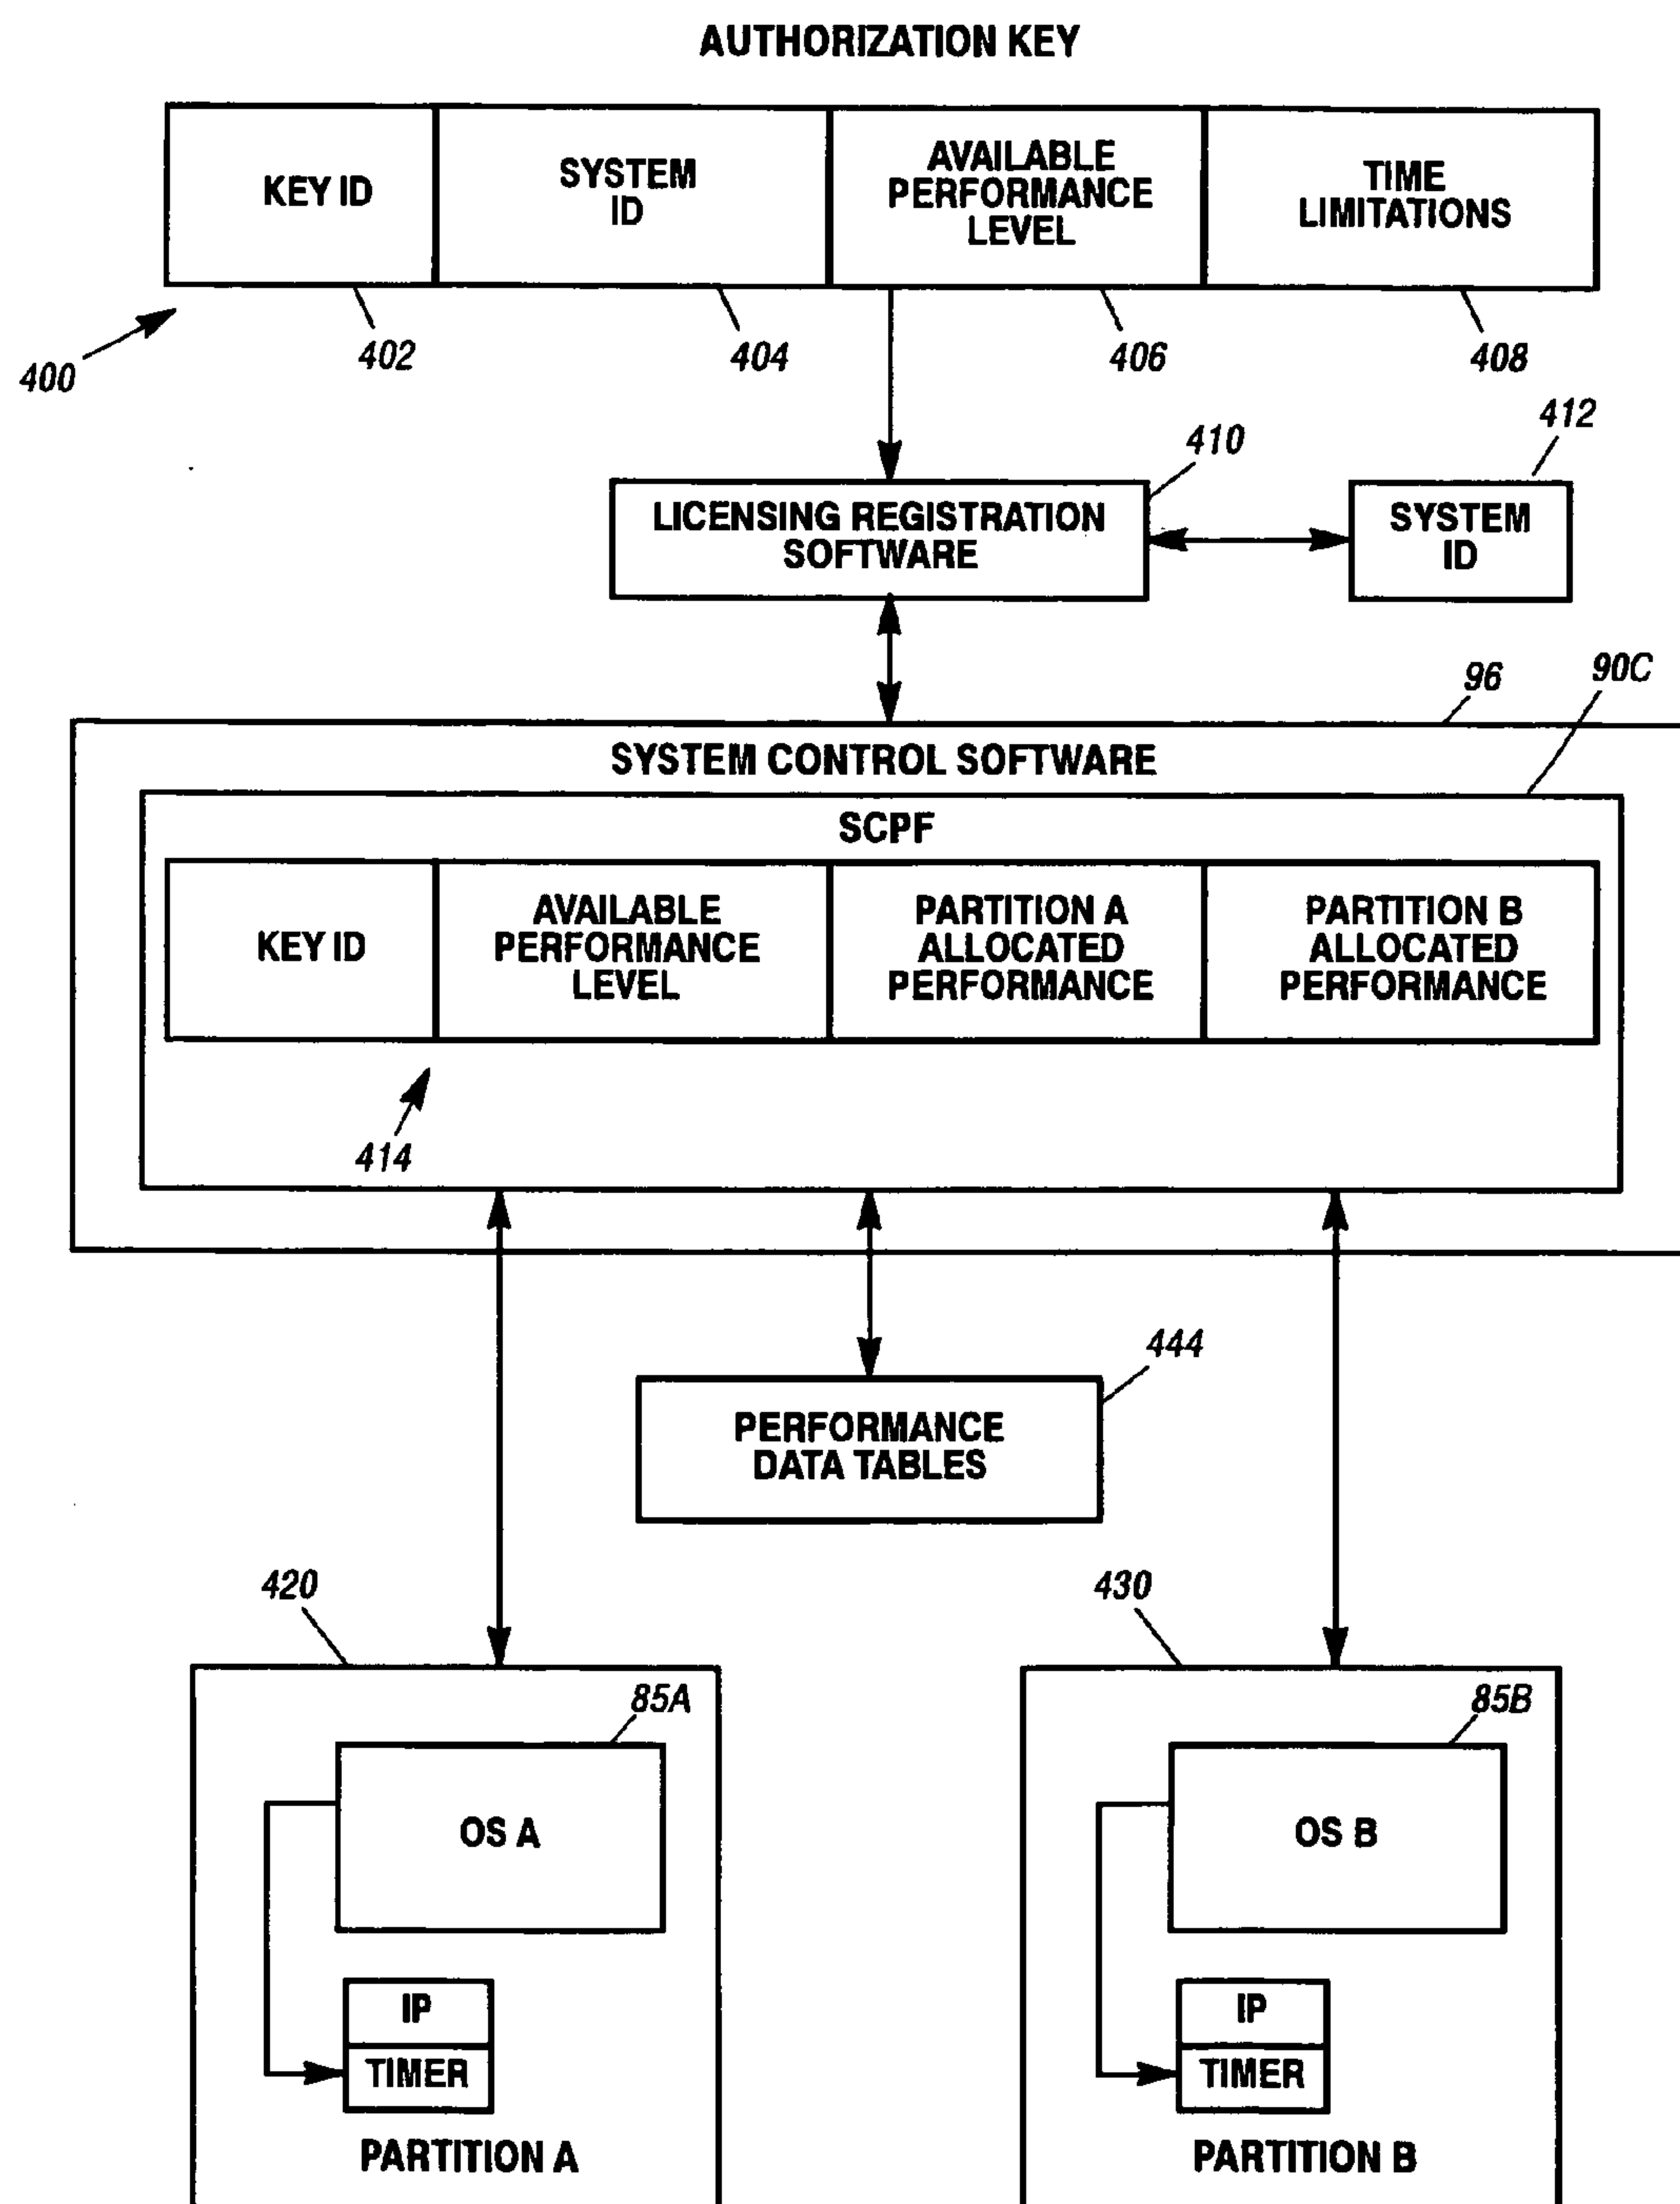 AUTHORIZATION KEY
KEY ID
SYSTEM
ID
AVAILABLE
PERFORMANCE
LEVEL
TIME
LIMITATIONS
400
402
404
406
408
410
412
LICENSING REGISTRATION
SOFTWARE
SYSTEM
ID
96
90C
SYSTEM CONTROL SOFTWARE
SCPF
KEY ID
AVAILABLE
PERFORMANCE
LEVEL
PARTITION A
ALLOCATED
PERFORMANCE
PARTITION B
ALLOCATED
PERFORMANCE
414
444
PERFORMANCE
DATA TABLES
420
430
85A
85B
OS A
OS B
IP
TIMER
IP
TIMER
PARTITION A
PARTITION B